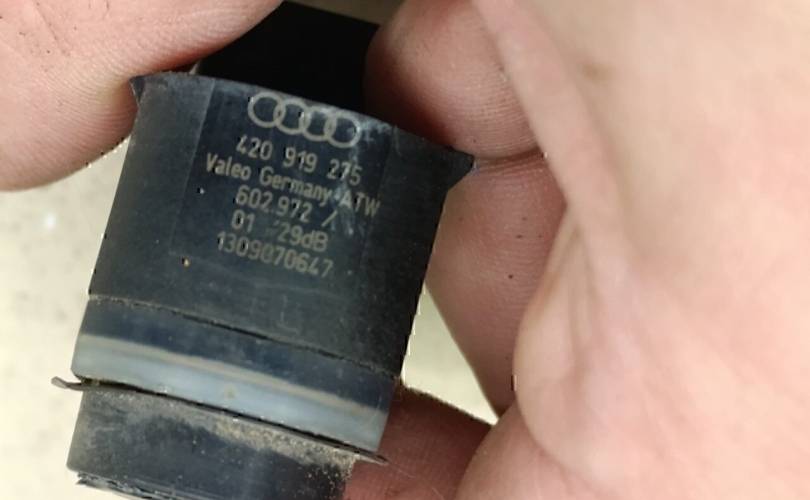 420 919 275
Valeo Germany ATW
602.972
01 29dB
1309070647